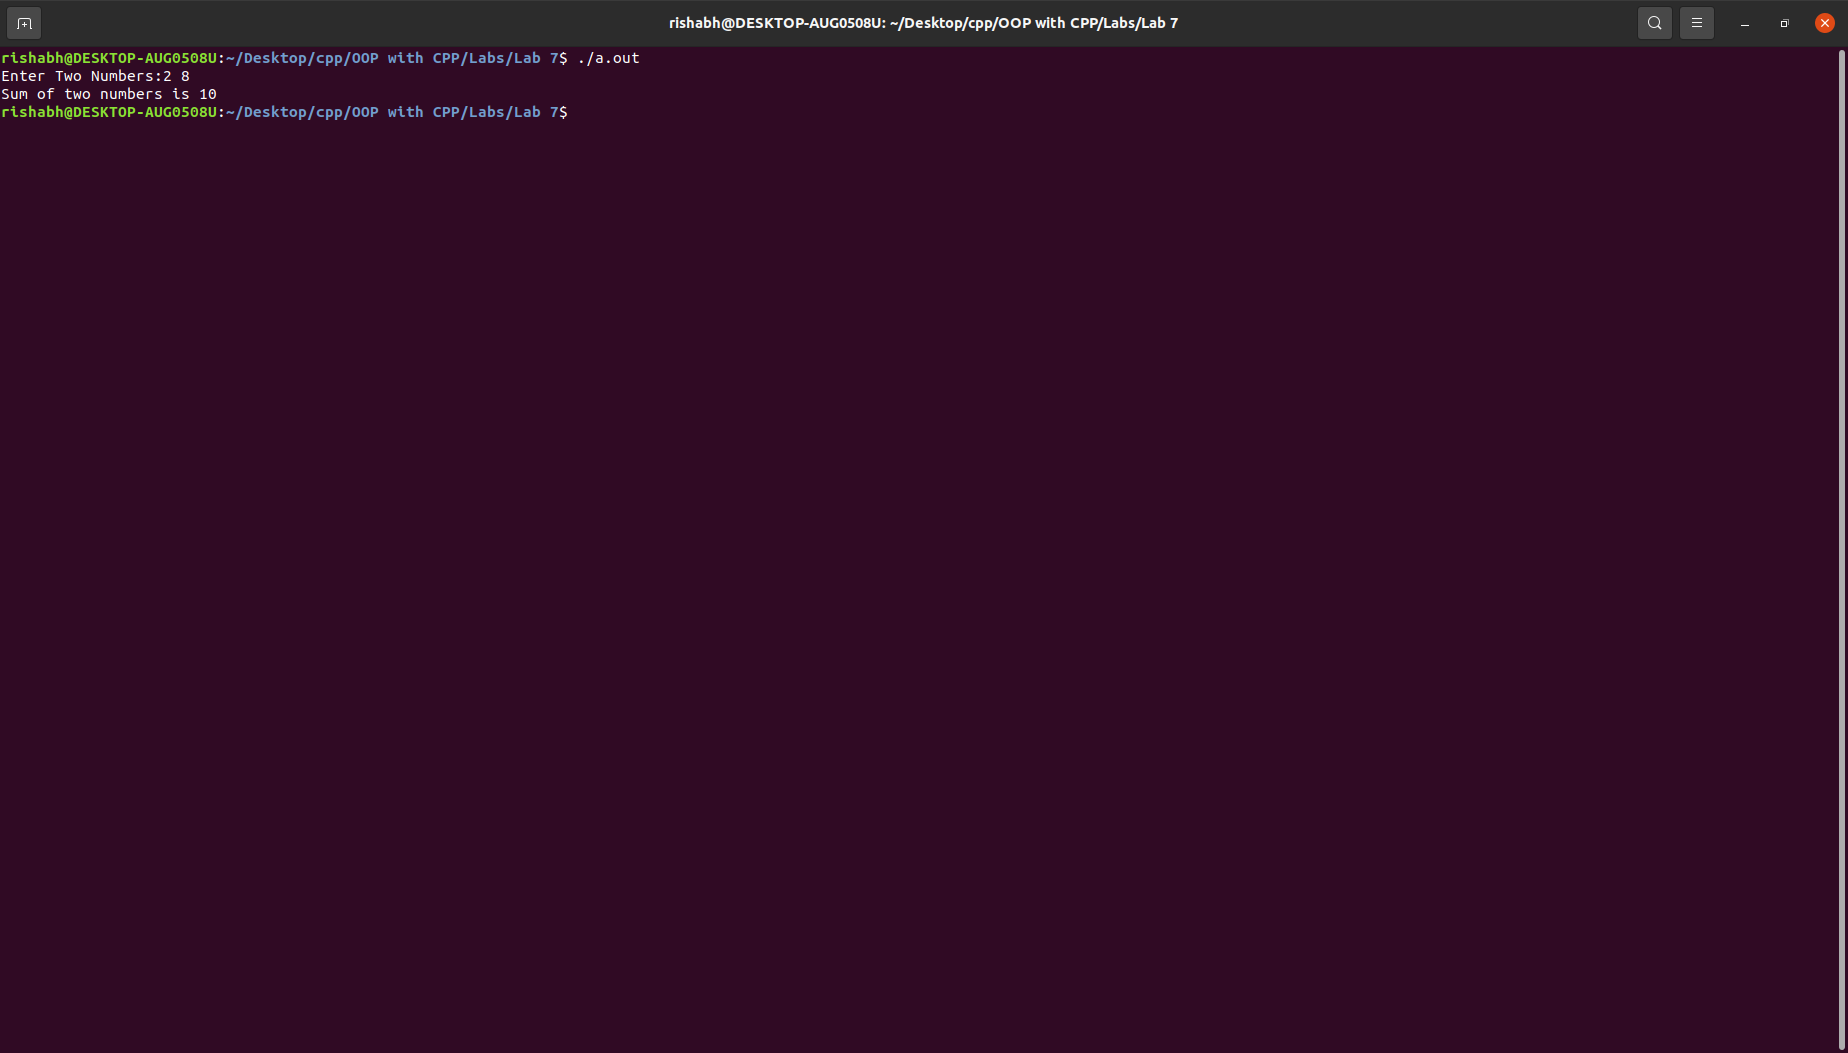 rishabh@DESKTOP-AUG0508U: ~/Desktop/cpp/OOP with CPP/Labs/Lab 7
rishabh@DESKTOP-AUG0508U:~/Desktop/cpp/OOP with CPP/Labs/Lab 7$ ./a.out
Enter Two Numbers:2 8
Sum of two numbers is 10
rishabh@DESKTOP-AUG0508U:~/Desktop/cpp/OOP with CPP/Labs/Lab 7$